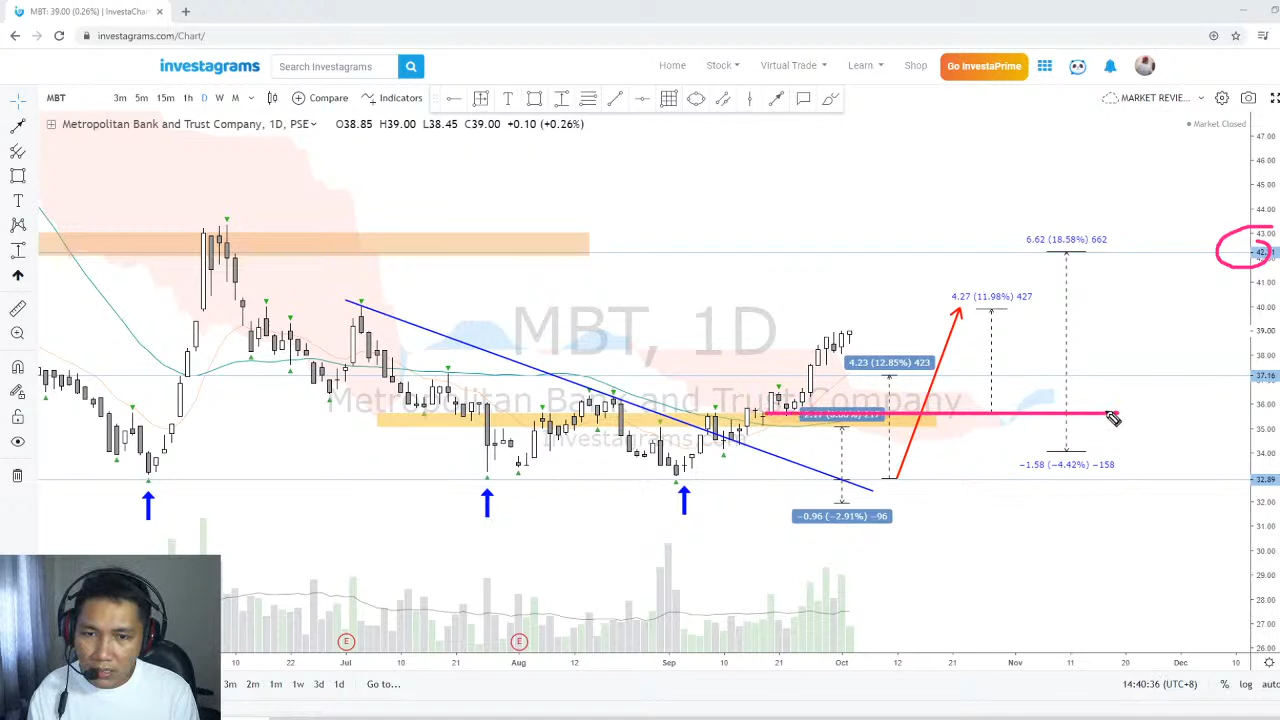 MBT: 39.00 (0.26%) | InvestaCha
investagrams.com/Chart/
investagrams
Search Investagrams
Home
Stock
Virtual Trade
Learn
Shop
Go InvestaPrime
MBT
3m 5m 15m 1h D W M
Compare
Indicators
MARKET REVIE...
Metropolitan Bank and Trust Company, 1D, PSE
O38.85 H39.00 L38.45 C39.00 +0.10 (+0.26%)
Market Closed
47.00
46.00
45.00
44.00
43.00
6.62 (18.58%) 662
41.00
4.27 (11.98%) 427
40.00
MBT, 1D
39.00
38.00
4.23 (12.85%) 423
37.16
Metropolitan Bank and Trust Company
36.00
35.00
Investagrams.com
34.00
−1.58 (−4.42%) −158
32.89
32.00
−0.96 (−2.91%) −96
31.00
30.00
29.00
28.00
27.00
26.00
E
E
10
22
Jul
10
21
Aug
12
Sep
10
21
Oct
12
21
Nov
11
20
Dec
10
3m 2m 1m 1w 3d 1d
Go to...
14:40:36 (UTC+8)
%
log
auto